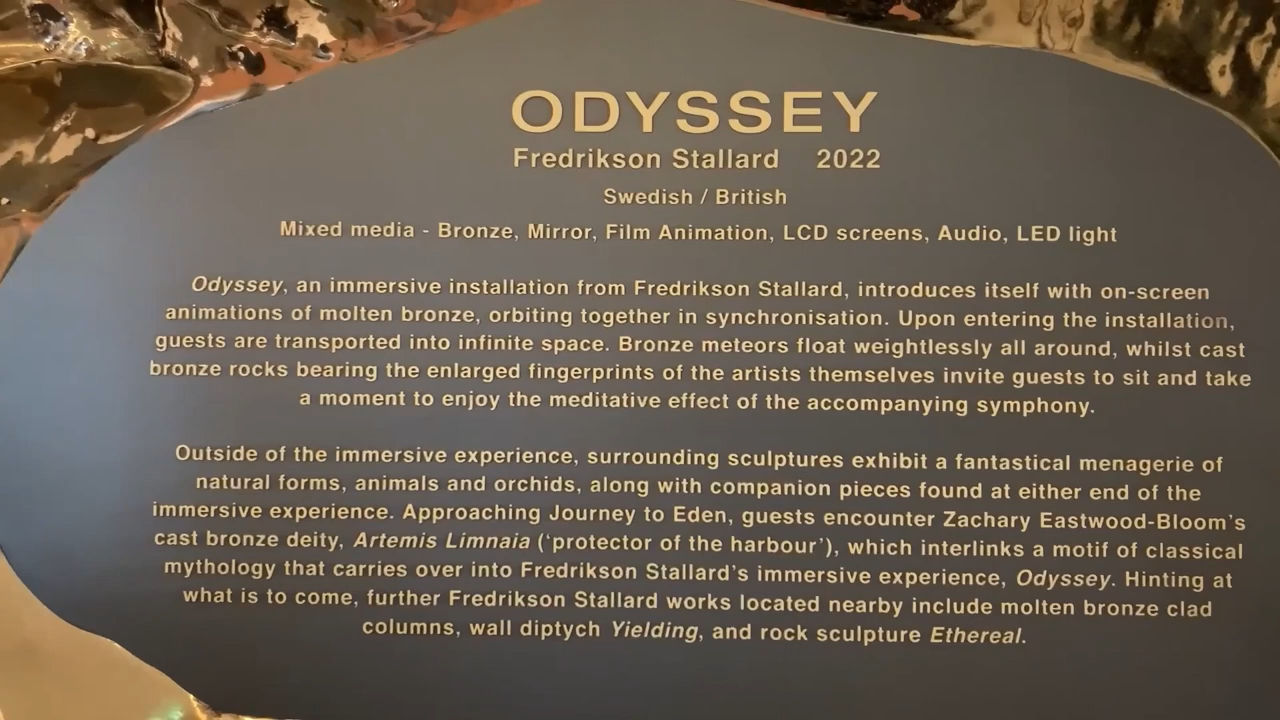 ODYSSEY
Fredrikson Stallard 2022
Swedish / British
Mixed media - Bronze, Mirror, Film Animation, LCD screens, Audio, LED light
Odyssey, an immersive installation from Fredrikson Stallard, introduces itself with on-screen
animations of molten bronze, orbiting together in synchronisation. Upon entering the installation,
guests are transported into infinite space. Bronze meteors float weightlessly all around, whilst cast
bronze rocks bearing the enlarged fingerprints of the artists themselves invite guests to sit and take
a moment to enjoy the meditative effect of the accompanying symphony.
Outside of the immersive experience, surrounding sculptures exhibit a fantastical menagerie of
natural forms, animals and orchids, along with companion pieces found at either end of the
immersive experience. Approaching Journey to Eden, guests encounter Zachary Eastwood-Bloom's
cast bronze deity, Artemis Limnaia ('protector of the harbour'), which interlinks a motif of classical
mythology that carries over into Fredrikson Stallard's immersive experience, Odyssey. Hinting at
what is to come, further Fredrikson Stallard works located nearby include molten bronze clad
columns, wall diptych Yielding, and rock sculpture Ethereal.